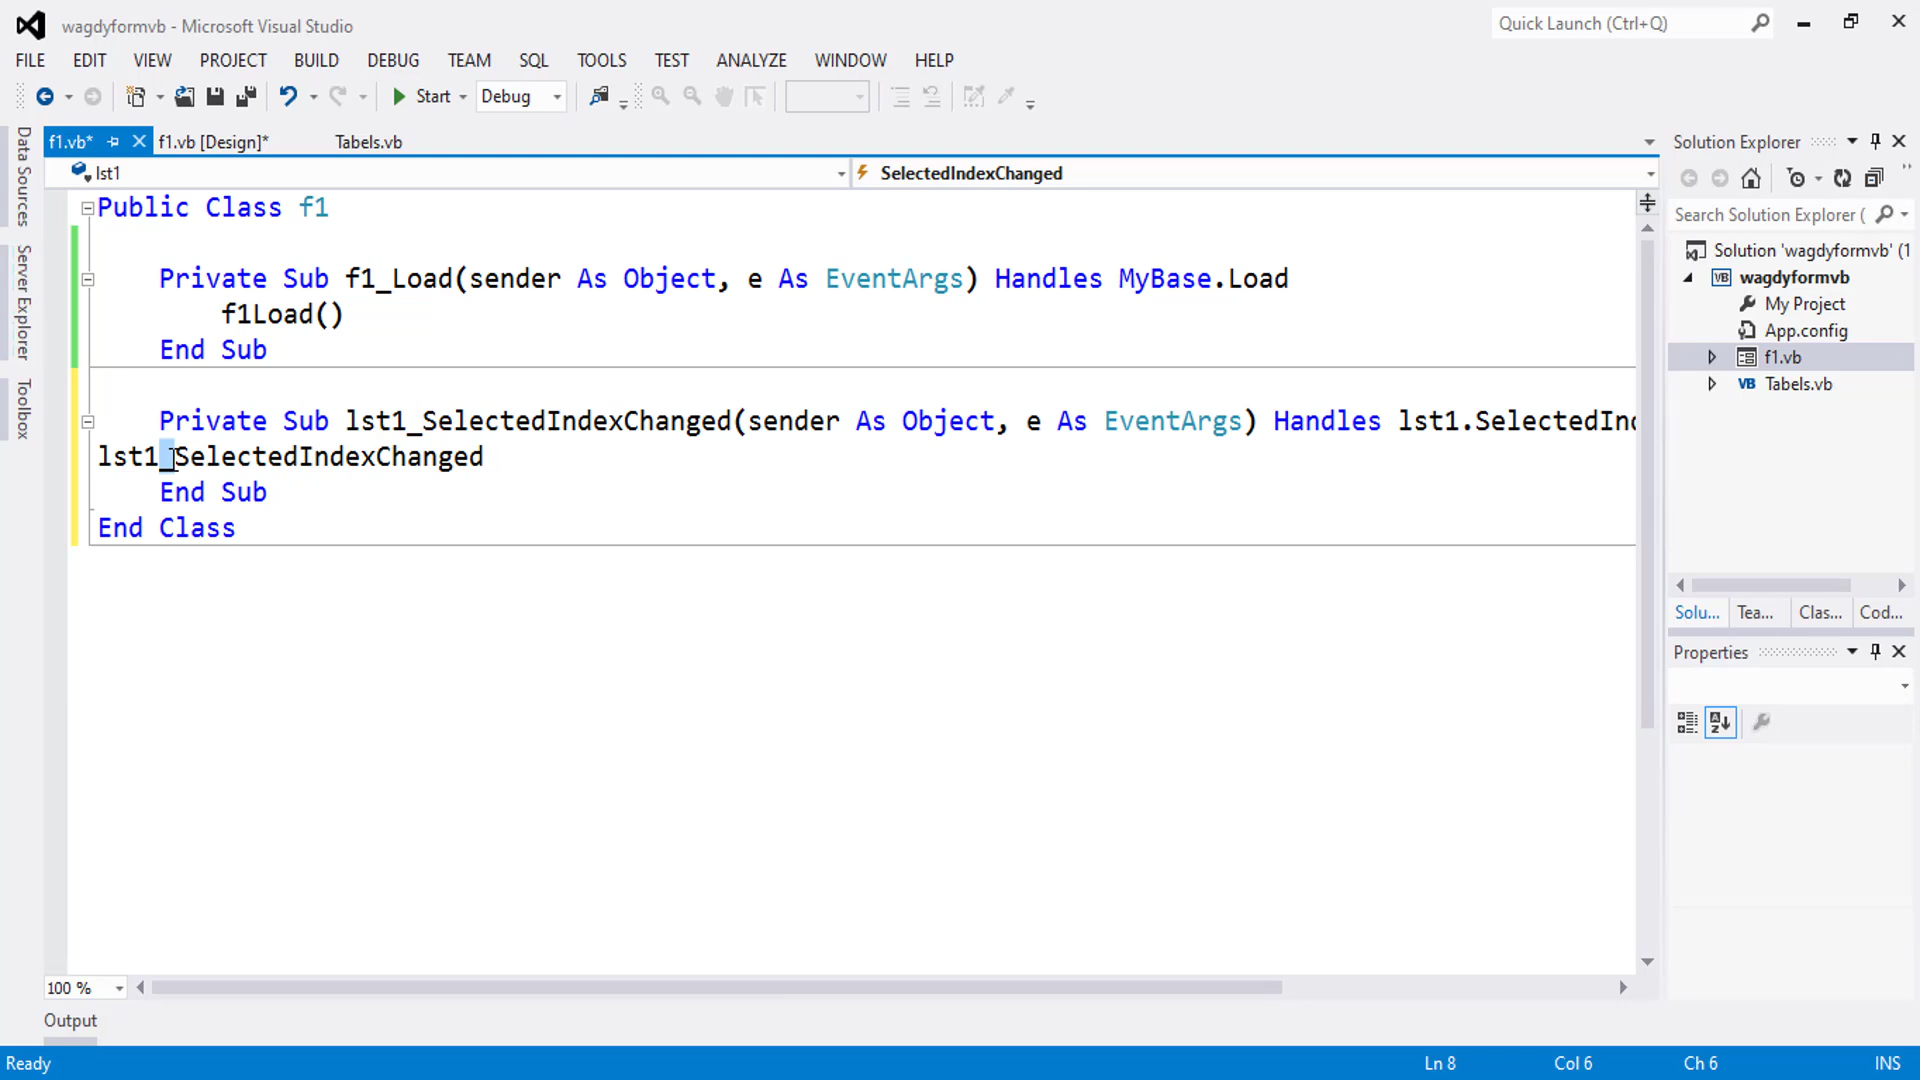 wagdyformvb - Microsoft Visual Studio
Quick Launch (Ctrl+Q)
FILE EDIT VIEW PROJECT BUILD DEBUG TEAM SQL TOOLS TEST ANALYZE WINDOW HELP
Start Debug
f1.vb* f1.vb [Design]* Tabels.vb
lst1 SelectedIndexChanged
Public Class f1
Private Sub f1_Load(sender As Object, e As EventArgs) Handles MyBase.Load
f1Load()
End Sub
Private Sub lst1_SelectedIndexChanged(sender As Object, e As EventArgs) Handles lst1.SelectedInd
lst1_SelectedIndexChanged
End Sub
End Class
Data Sources
Server Explorer
Toolbox
Solution Explorer
Search Solution Explorer (
Solution 'wagdyformvb' (1
wagdyformvb
My Project
App.config
f1.vb
VB Tabels.vb
Solu... Tea... Clas... Cod...
Properties
100 %
Output
Ready Ln 8 Col 6 Ch 6 INS